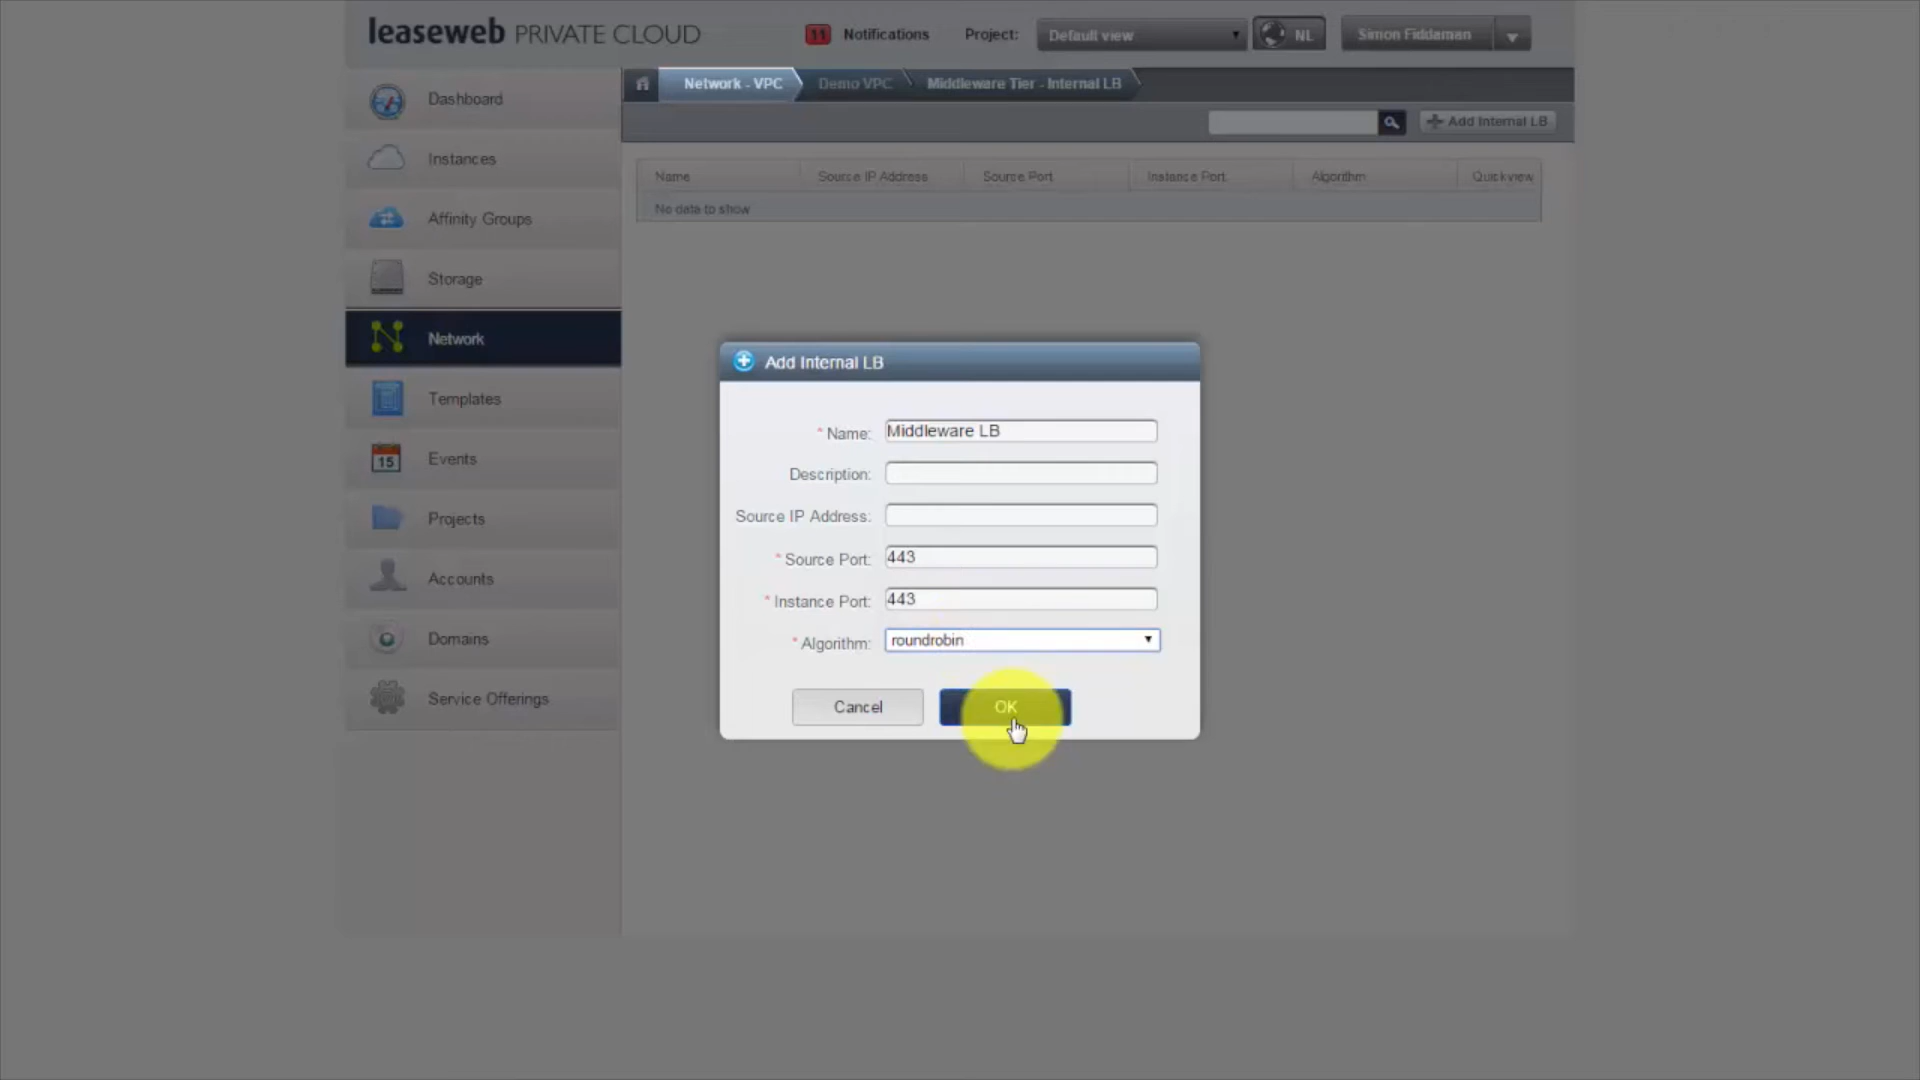 leaseweb PRIVATE CLOUD
11 Notifications Project: Default view NL Simon Fiddaman
Network - VPC Demo VPC Middleware Tier - Internal LB
Add Internal LB
Dashboard
Instances
Affinity Groups
Storage
Network
Templates
15 Events
Projects
Accounts
Domains
Service Offerings
Name Source IP Address Source Port Instance Port Algorithm Quickview
No data to show
Add Internal LB
* Name: Middleware LB
Description:
Source IP Address:
* Source Port: 443
* Instance Port: 443
* Algorithm: roundrobin
Cancel OK